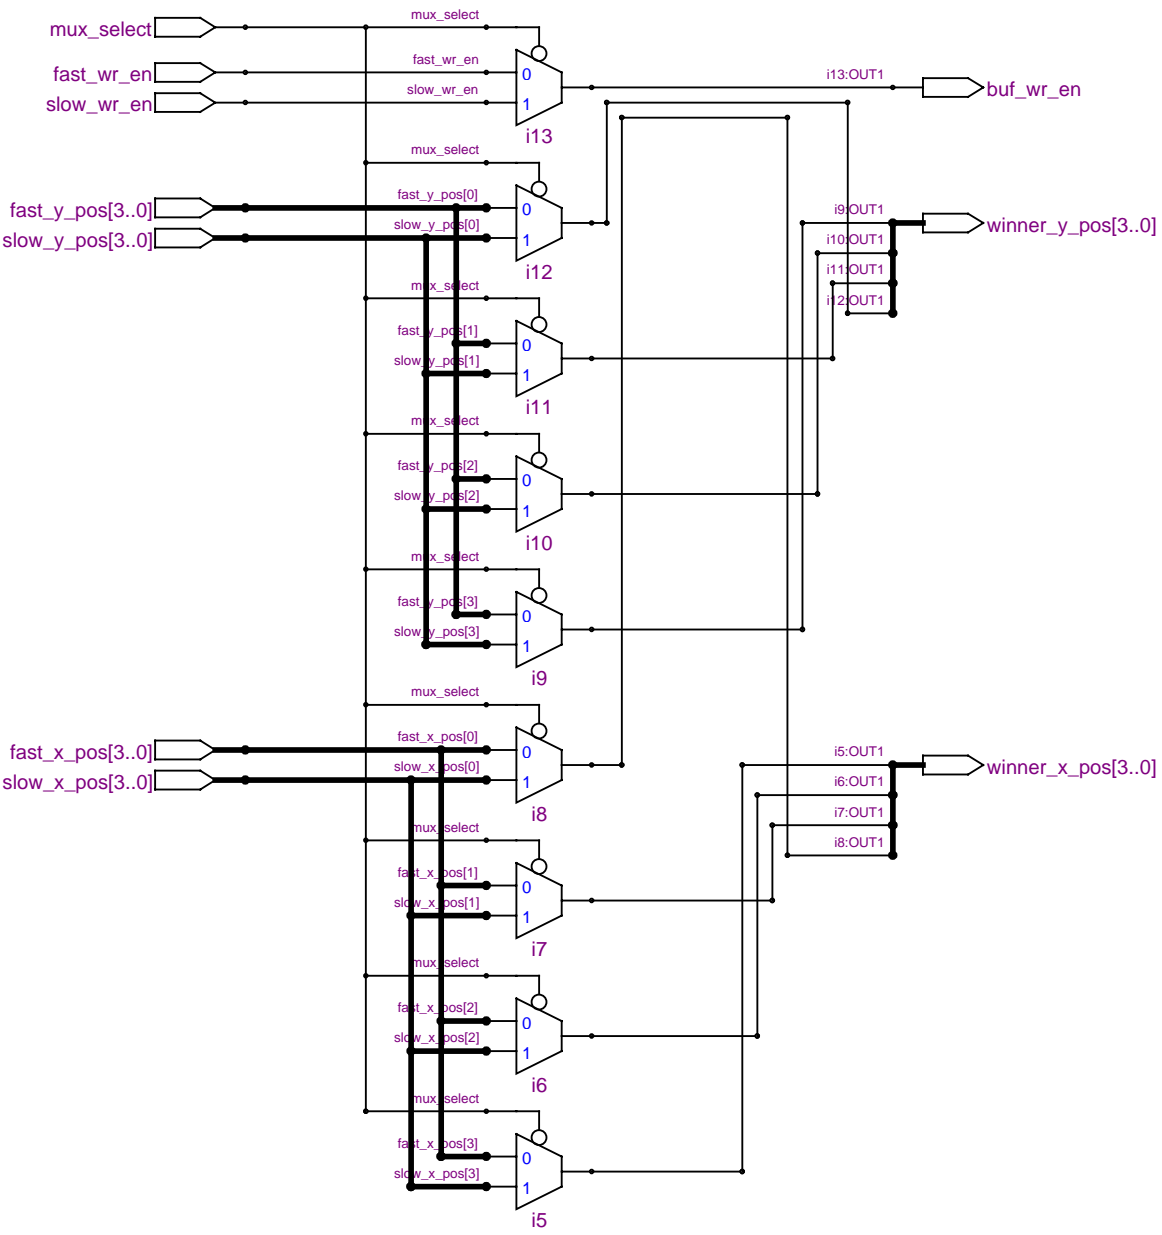 mux_select
mux_select
fast_wr_en
fast_wr_en
0
i13:OUT1
buf_wr_en
slow_wr_en
slow_wr_en
1
i13
mux_select
fast_y_pos[3..0]
fast_y_pos[0]
0
slow_y_pos[3..0]
slow_y_pos[0]
1
i12
i9:OUT1
winner_y_pos[3..0]
i10:OUT1
i11:OUT1
i12:OUT1
mux_select
fast_y_pos[1]
0
slow_y_pos[1]
1
i11
mux_select
fast_y_pos[2]
0
slow_y_pos[2]
1
i10
mux_select
fast_y_pos[3]
0
slow_y_pos[3]
1
i9
mux_select
fast_x_pos[3..0]
fast_x_pos[0]
0
slow_x_pos[3..0]
slow_x_pos[0]
1
i8
i5:OUT1
winner_x_pos[3..0]
i6:OUT1
i7:OUT1
i8:OUT1
mux_select
fast_x_pos[1]
0
slow_x_pos[1]
1
i7
mux_select
fast_x_pos[2]
0
slow_x_pos[2]
1
i6
mux_select
fast_x_pos[3]
0
slow_x_pos[3]
1
i5